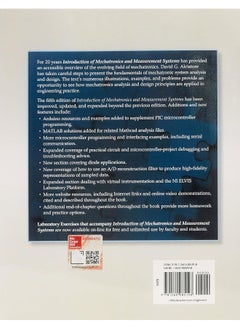 For 20 years Introduction of Mechatronics and Measurement Systems has provided
an accessible overview of the evolving field of mechatronics. David G. Alciatore
has taken careful steps to present the fundamentals of mechatronic system analysis
and design. The text's numerous illustrations, examples, and problems provide an
opportunity to see how mechatronics analysis and design principles are applied in
engineering practice.
The fifth edition of Introduction of Mechatronics and Measurement Systems has been
improved, updated, and expanded beyond the previous edition. Additions and new
features include:
• Arduino resources and examples added to supplement PIC microcontroller
programming.
• MATLAB solutions added for related Mathcad analysis files.
• More microcontroller programming and interfacing examples, including serial
communications.
• Expanded coverage of practical circuit and microcontroller-project debugging and
troubleshooting advice.
• New section covering diode applications.
• New coverage of how to use an A/D reconstruction filter to produce high-fidelity
representations of sampled data.
• Expanded section dealing with virtual instrumentation and the NI ELVIS
Laboratory Platform.
• More website resources, including Internet links and online video demonstrations,
cited and described throughout the book.
• Additional end-of-chapter questions throughout the book provide more homework
and practice options.
Laboratory Exercises that accompany Introduction of Mechatronics and Measurement
Systems are now available on-line for free and unlimited use by faculty and students.